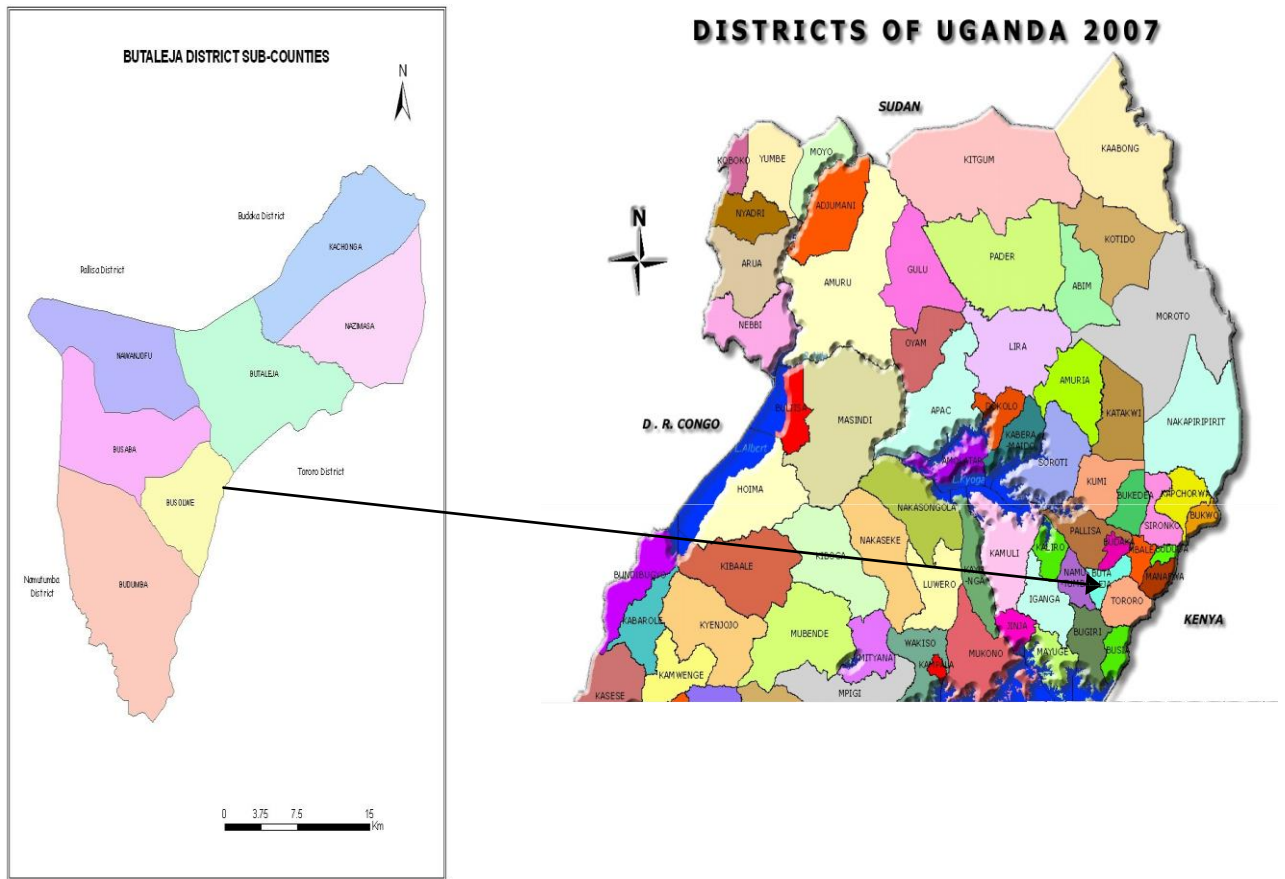 BUTALEJA DISTRICT SUB-COUNTIES
N
Budaka District
KACHONGA
Pallisa District
NAZIMASA
NAWANJOFU
BUTALEJA
BUSABA
Tororo District
BUSOLWE
Namutumba
District
BUDUMBA
0 3.75 7.5 15
Km
DISTRICTS OF UGANDA 2007
SUDAN
N
KOBOKO
YUMBE
MOYO
KITGUM
KAABONG
NYADRI
ADJUMANI
ARUA
GULU
PADER
KOTIDO
AMURU
ABIM
NEBBI
MOROTO
OYAM
LIRA
AMURIA
APAC
KATAKWI
NAKAPIRIPIRIT
MASINDI
KABERA-
MAIDO
D . R. CONGO
L.Albert
SOROTI
KUMI
L.Kyoga
HOIMA
BUKEDEA
KAPCHORWA
NAKASONGOLA
SIRONKO
BUKWO
PALLISA
NAKASEKE
KAMULI
KALIRO
KIBOGA
KIBAALE
LUWERO
IGANGA
TORORO
KENYA
KABAROLE
KYENJOJO
MUBENDE
JINJA
BUGIRI
MITYANA
WAKISO
MUKONO
MAYUGE
BUSIA
KAMWENGE
KASESE
MPIGI